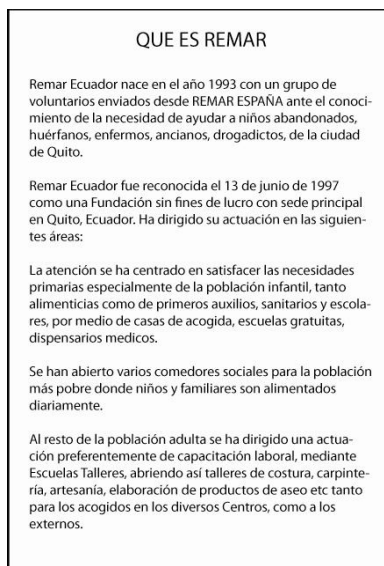 QUE ES REMAR
Remar Ecuador nace en el año 1993 con un grupo de
voluntarios enviados desde REMAR ESPAÑA ante el conoci-
miento de la necesidad de ayudar a niños abandonados,
huérfanos, enfermos, ancianos, drogadictos, de la ciudad
de Quito.
Remar Ecuador fue reconocida el 13 de junio de 1997
como una Fundación sin fines de lucro con sede principal
en Quito, Ecuador. Ha dirigido su actuación en las siguien-
tes áreas:
La atención se ha centrado en satisfacer las necesidades
primarias especialmente de la población infantil, tanto
alimenticias como de primeros auxilios, sanitarios y escola-
res, por medio de casas de acogida, escuelas gratuitas,
dispensarios medicos.
Se han abierto varios comedores sociales para la población
más pobre donde niños y familiares son alimentados
diariamente.
Al resto de la población adulta se ha dirigido una actua-
ción preferentemente de capacitación laboral, mediante
Escuelas Talleres, abriendo así talleres de costura, carpinte-
ría, artesanía, elaboración de productos de aseo etc tanto
para los acogidos en los diversos Centros, como a los
externos.